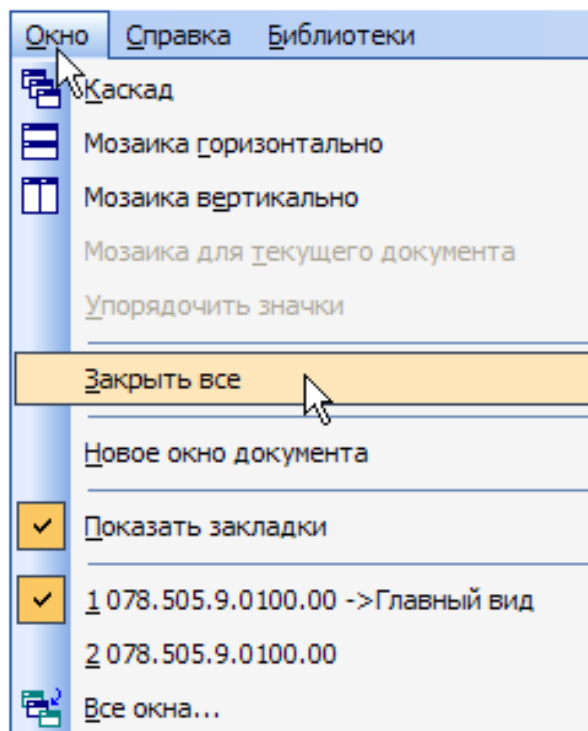 Окно Справка Библиотеки
Каскад
Мозаика горизонтально
Мозаика вертикально
Мозаика для текущего документа
Упорядочить значки
Закрыть все
Новое окно документа
Показать закладки
1 078.505.9.0100.00 ->Главный вид
2 078.505.9.0100.00
Все окна...